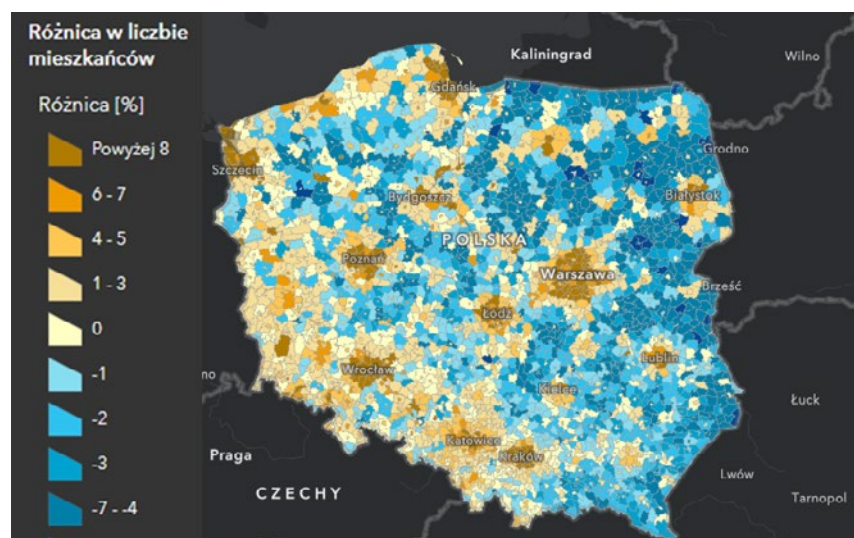 Różnica w liczbie
mieszkańców
Różnica [%]
Powyżej 8
6 - 7
4 - 5
1 - 3
0
-1
-2
-3
-7 - -4
Kaliningrad
Wilno
Gdańsk
Grodno
Szczecin
Białystok
Bydgoszcz
POLSKA
Poznań
Warszawa
Brześć
Łódź
Lublin
no
Wrocław
Kielce
Łuck
Katowice
Praga
Kraków
Lwów
CZECHY
Tarnopol